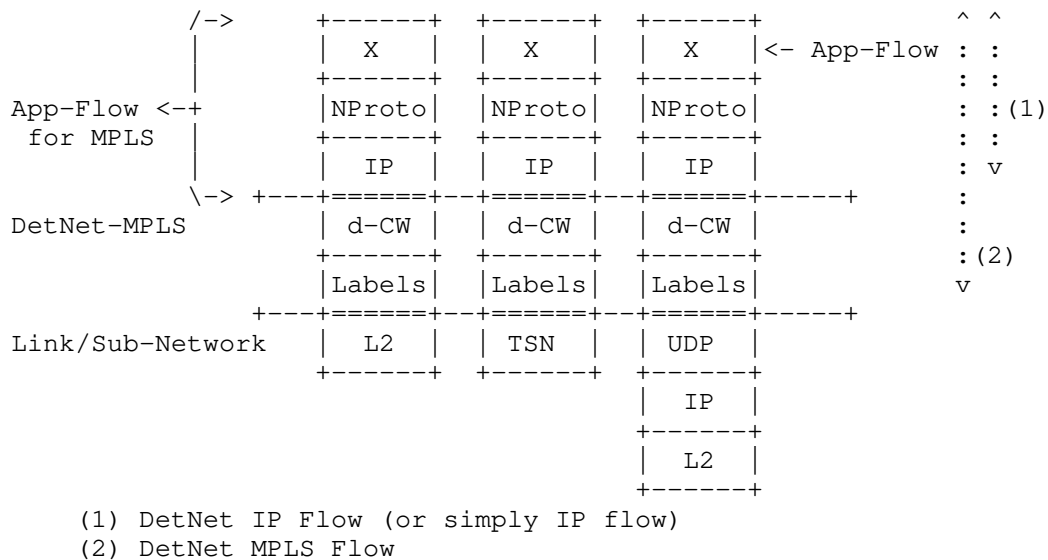 /-> +------+ +------+ +------+ ^ ^
| | X | | X | | X |<- App-Flow : :
| +------+ +------+ +------+ : :
App-Flow <-+ |NProto| |NProto| |NProto| : :(1)
for MPLS | +------+ +------+ +------+ : :
| | IP | | IP | | IP | : v
\-> +---+======+--+======+--+======+-----+ :
DetNet-MPLS | d-CW | | d-CW | | d-CW | :
+------+ +------+ +------+ :(2)
|Labels| |Labels| |Labels| v
+---+======+--+======+--+======+-----+
Link/Sub-Network | L2 | | TSN | | UDP |
+------+ +------+ +------+
| IP |
+------+
| L2 |
+------+
(1) DetNet IP Flow (or simply IP flow)
(2) DetNet MPLS Flow